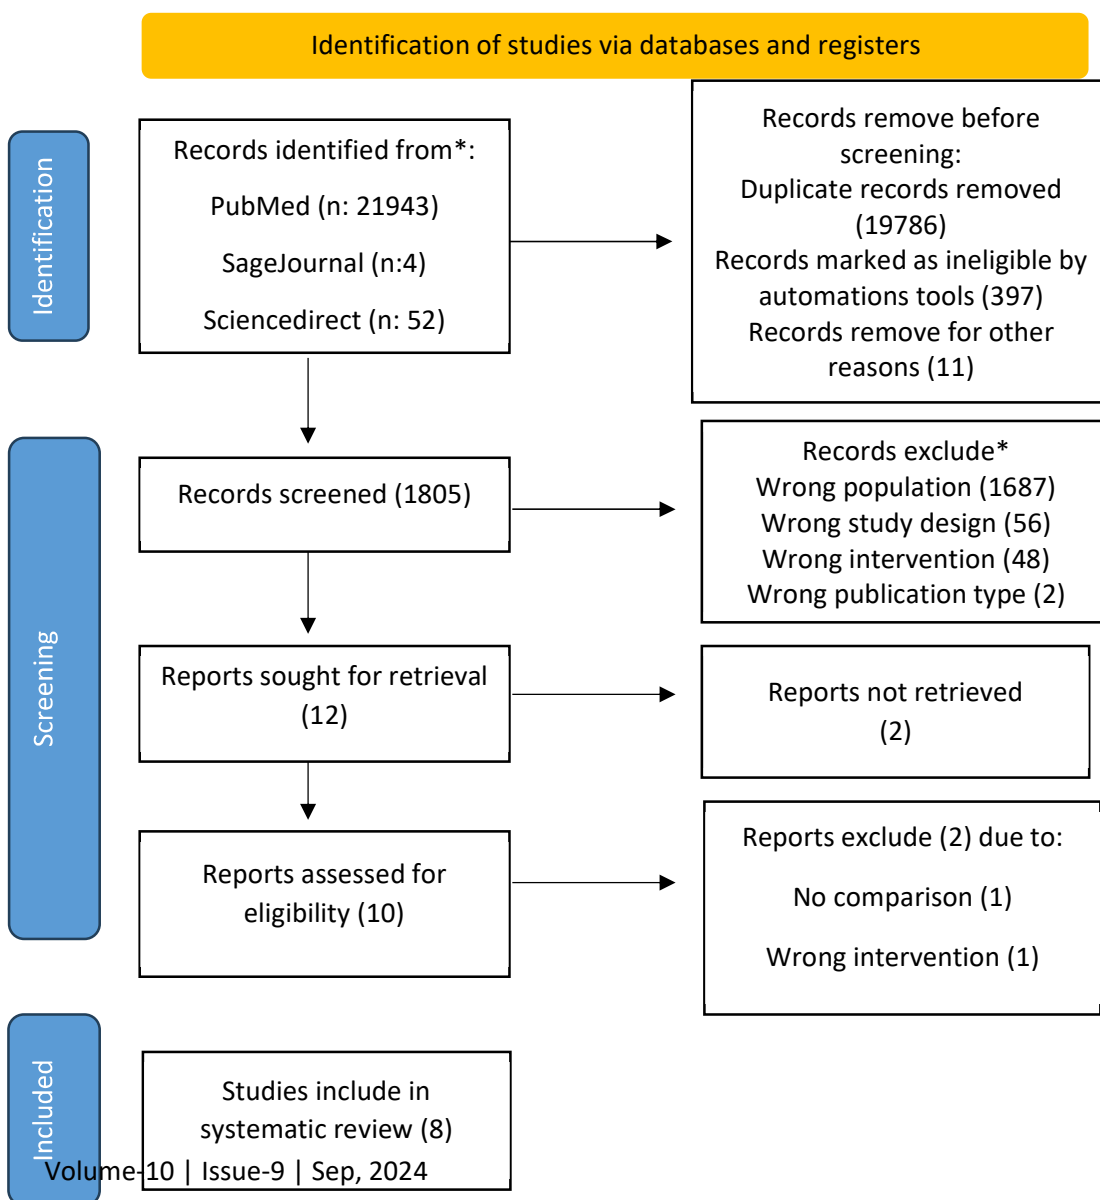 Identification of studies via databases and registers
Identification
Records identified from*:
PubMed (n: 21943)
SageJournal (n:4)
Sciencedirect (n: 52)
Records remove before
screening:
Duplicate records removed
(19786)
Records marked as ineligible by
automations tools (397)
Records remove for other
reasons (11)
Screening
Records screened (1805)
Records exclude*
Wrong population (1687)
Wrong study design (56)
Wrong intervention (48)
Wrong publication type (2)
Reports sought for retrieval
(12)
Reports not retrieved
(2)
Reports assessed for
eligibility (10)
Reports exclude (2) due to:
No comparison (1)
Wrong intervention (1)
Included
Studies include in
systematic review (8)
Volume-10 | Issue-9 | Sep, 2024